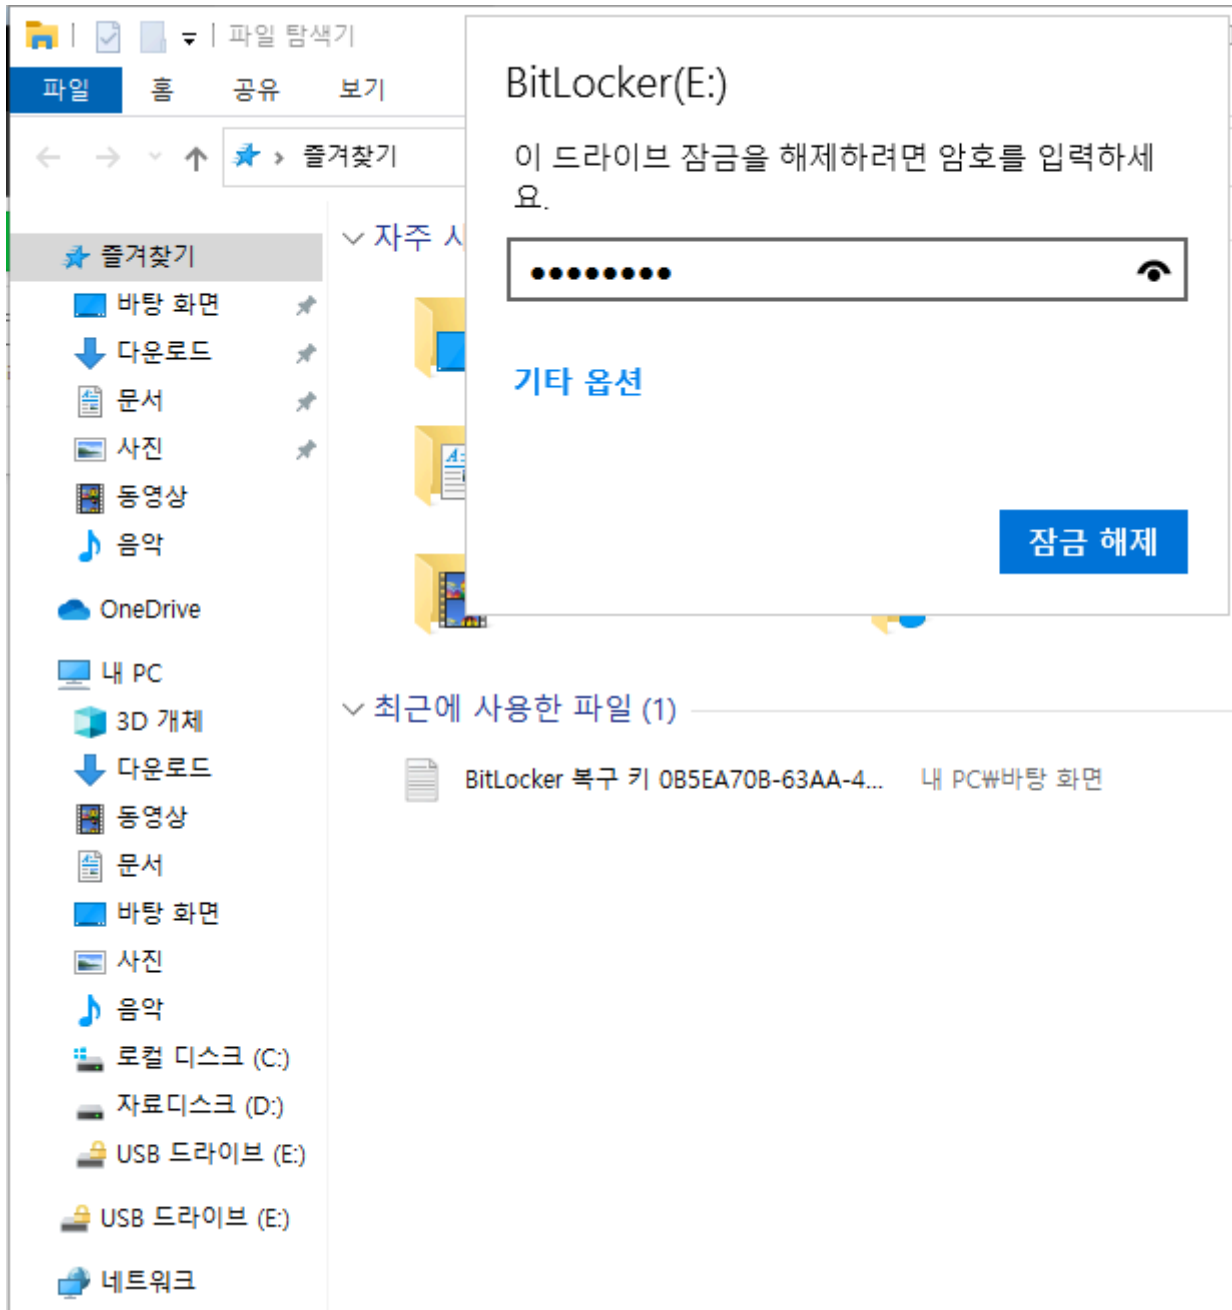 파일 탐색기
파일 홈 공유 보기
즐겨찾기
BitLocker(E:)
이 드라이브 잠금을 해제하려면 암호를 입력하세
요.
기타 옵션
잠금 해제
즐겨찾기
바탕 화면
다운로드
문서
사진
동영상
음악
OneDrive
내 PC
3D 개체
다운로드
동영상
문서
바탕 화면
사진
음악
로컬 디스크 (C:)
자료디스크 (D:)
USB 드라이브 (E:)
USB 드라이브 (E:)
네트워크
자주
최근에 사용한 파일 (1)
BitLocker 복구 키 0B5EA70B-63AA-4... 내 PC₩바탕 화면